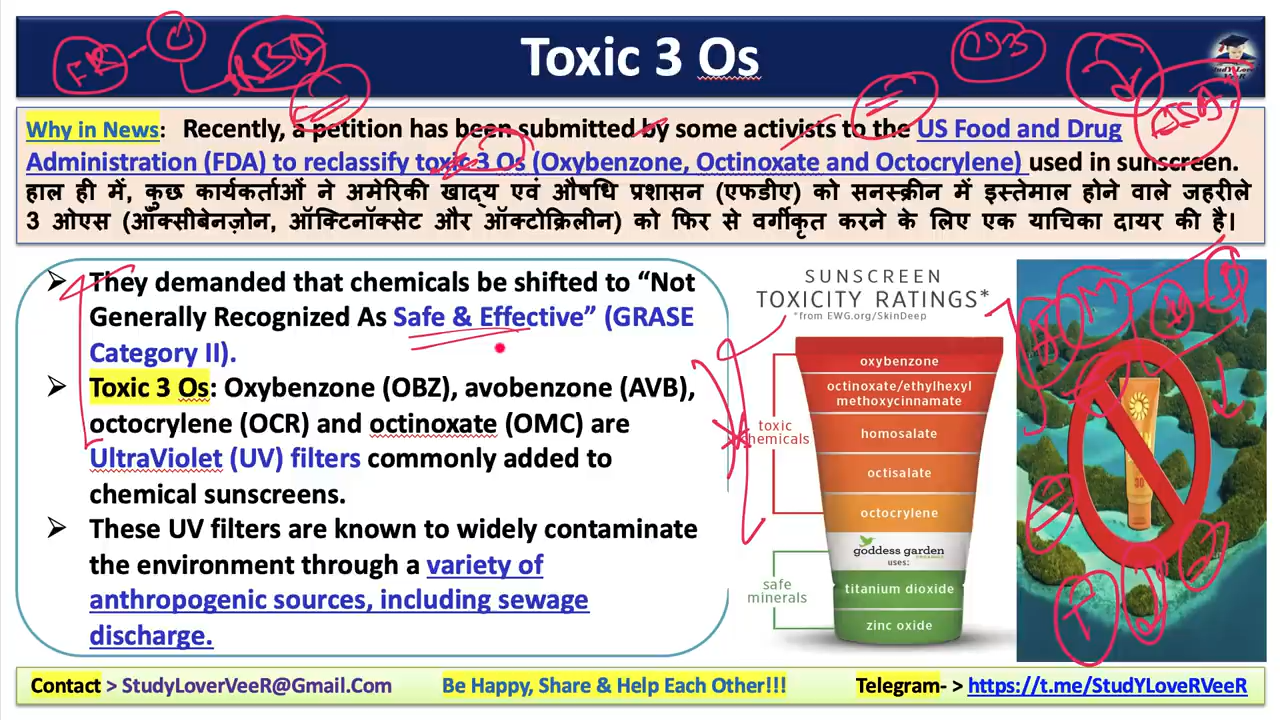 Toxic 3 Os
Why in News: Recently, a petition has been submitted by some activists to the US Food and Drug
Administration (FDA) to reclassify toxic 3 Os (Oxybenzone, Octinoxate and Octocrylene) used in sunscreen.
हाल ही में, कुछ कार्यकर्ताओं ने अमेरिकी खाद्य एवं औषधि प्रशासन (एफडीए) को सनस्क्रीन में इस्तेमाल होने वाले जहरीले
3 ओएस (ऑक्सीबेनज़ोन, ऑक्टिनॉक्सेट और ऑक्टोक्रिलीन) को फिर से वर्गीकृत करने के लिए एक याचिका दायर की है।
They demanded that chemicals be shifted to “Not
Generally Recognized As Safe & Effective” (GRASE
Category II).
Toxic 3 Os: Oxybenzone (OBZ), avobenzone (AVB),
octocrylene (OCR) and octinoxate (OMC) are
UltraViolet (UV) filters commonly added to
chemical sunscreens.
These UV filters are known to widely contaminate
the environment through a variety of
anthropogenic sources, including sewage
discharge.
SUNSCREEN
TOXICITY RATINGS*
*from EWG.org/SkinDeep
oxybenzone
octinoxate/ethylhexyl
methoxycinnamate
homosalate
octisalate
octocrylene
toxic
chemicals
goddess garden
uses:
titanium dioxide
zinc oxide
safe
minerals
30
Contact > StudyLoverVeeR@Gmail.Com
Be Happy, Share & Help Each Other!!!
Telegram- > https://t.me/StudYLoveRVeeR